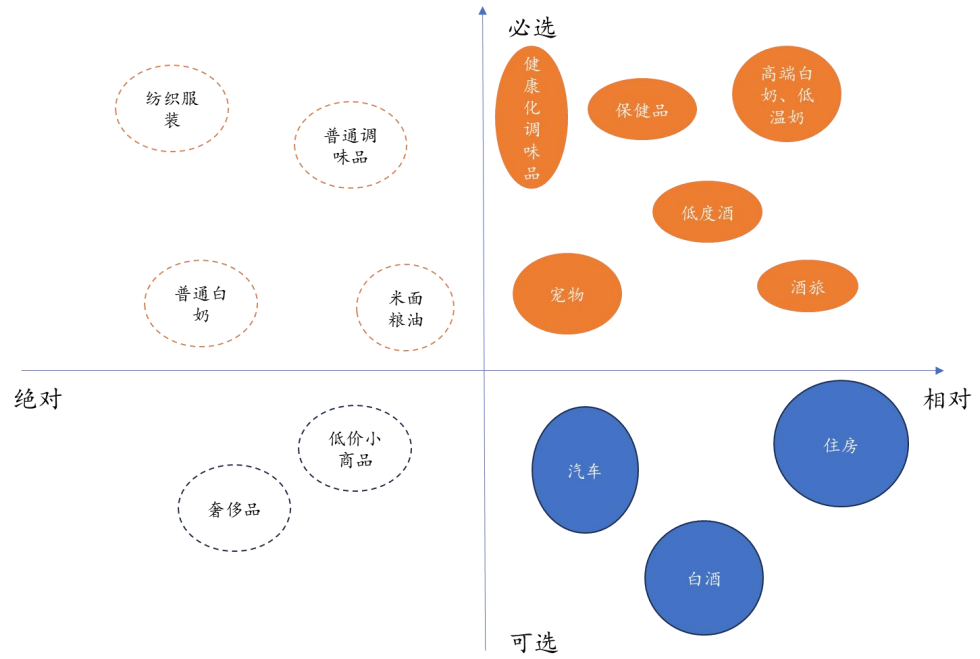 必选
纺织服
装
普通调
味品
健
康
化
调
味
品
保健品
高端白
奶、低
温奶
低度酒
普通白
奶
米面
粮油
宠物
酒旅
绝对
相对
低价小
商品
奢侈品
汽车
住房
白酒
可选